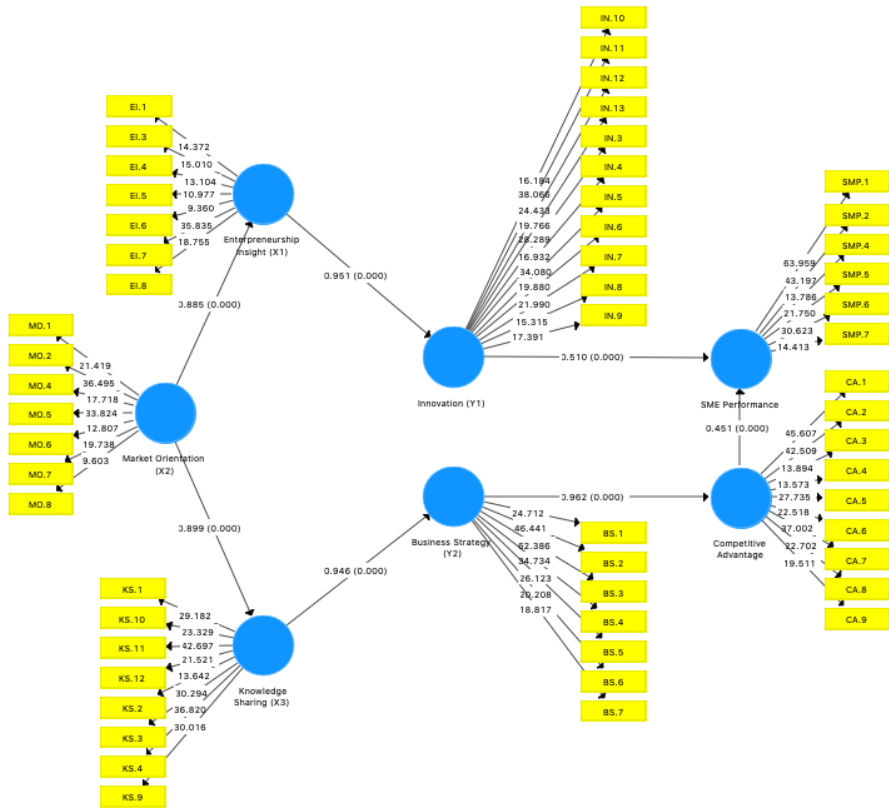 IN.10
IN.11
IN.12
IN.13
IN.3
IN.4
IN.5
IN.6
IN.7
IN.8
IN.9
16.184
38.066
24.433
19.766
28.289
16.932
34.080
19.880
21.990
15.315
17.391
EI.1
EI.3
EI.4
EI.5
EI.6
EI.7
EI.8
14.372
15.010
13.104
10.977
9.360
35.835
18.755
Enterpreneurship
Insight (X1)
0.951 (0.000)
0.885 (0.000)
SMP.1
SMP.2
SMP.4
SMP.5
SMP.6
SMP.7
63.959
43.197
13.786
21.750
30.623
14.413
MO.1
MO.2
MO.4
MO.5
MO.6
MO.7
MO.8
21.419
36.495
17.718
33.824
12.807
19.738
9.603
Market Orientation
(X2)
Innovation (Y1)
0.510 (0.000)
SME Performance
0.451 (0.000)
CA.1
CA.2
CA.3
CA.4
CA.5
CA.6
CA.7
CA.8
CA.9
45.607
42.509
13.894
13.573
27.735
22.518
37.002
22.702
19.511
Competitive
Advantage
0.899 (0.000)
0.962 (0.000)
Business Strategy
(Y2)
0.946 (0.000)
24.712
46.441
62.386
34.734
26.123
20.208
18.817
BS.1
BS.2
BS.3
BS.4
BS.5
BS.6
BS.7
KS.1
KS.10
KS.11
KS.12
KS.2
KS.3
KS.4
KS.9
29.182
23.329
42.697
21.521
13.642
30.294
36.820
30.016
Knowledge
Sharing (X3)